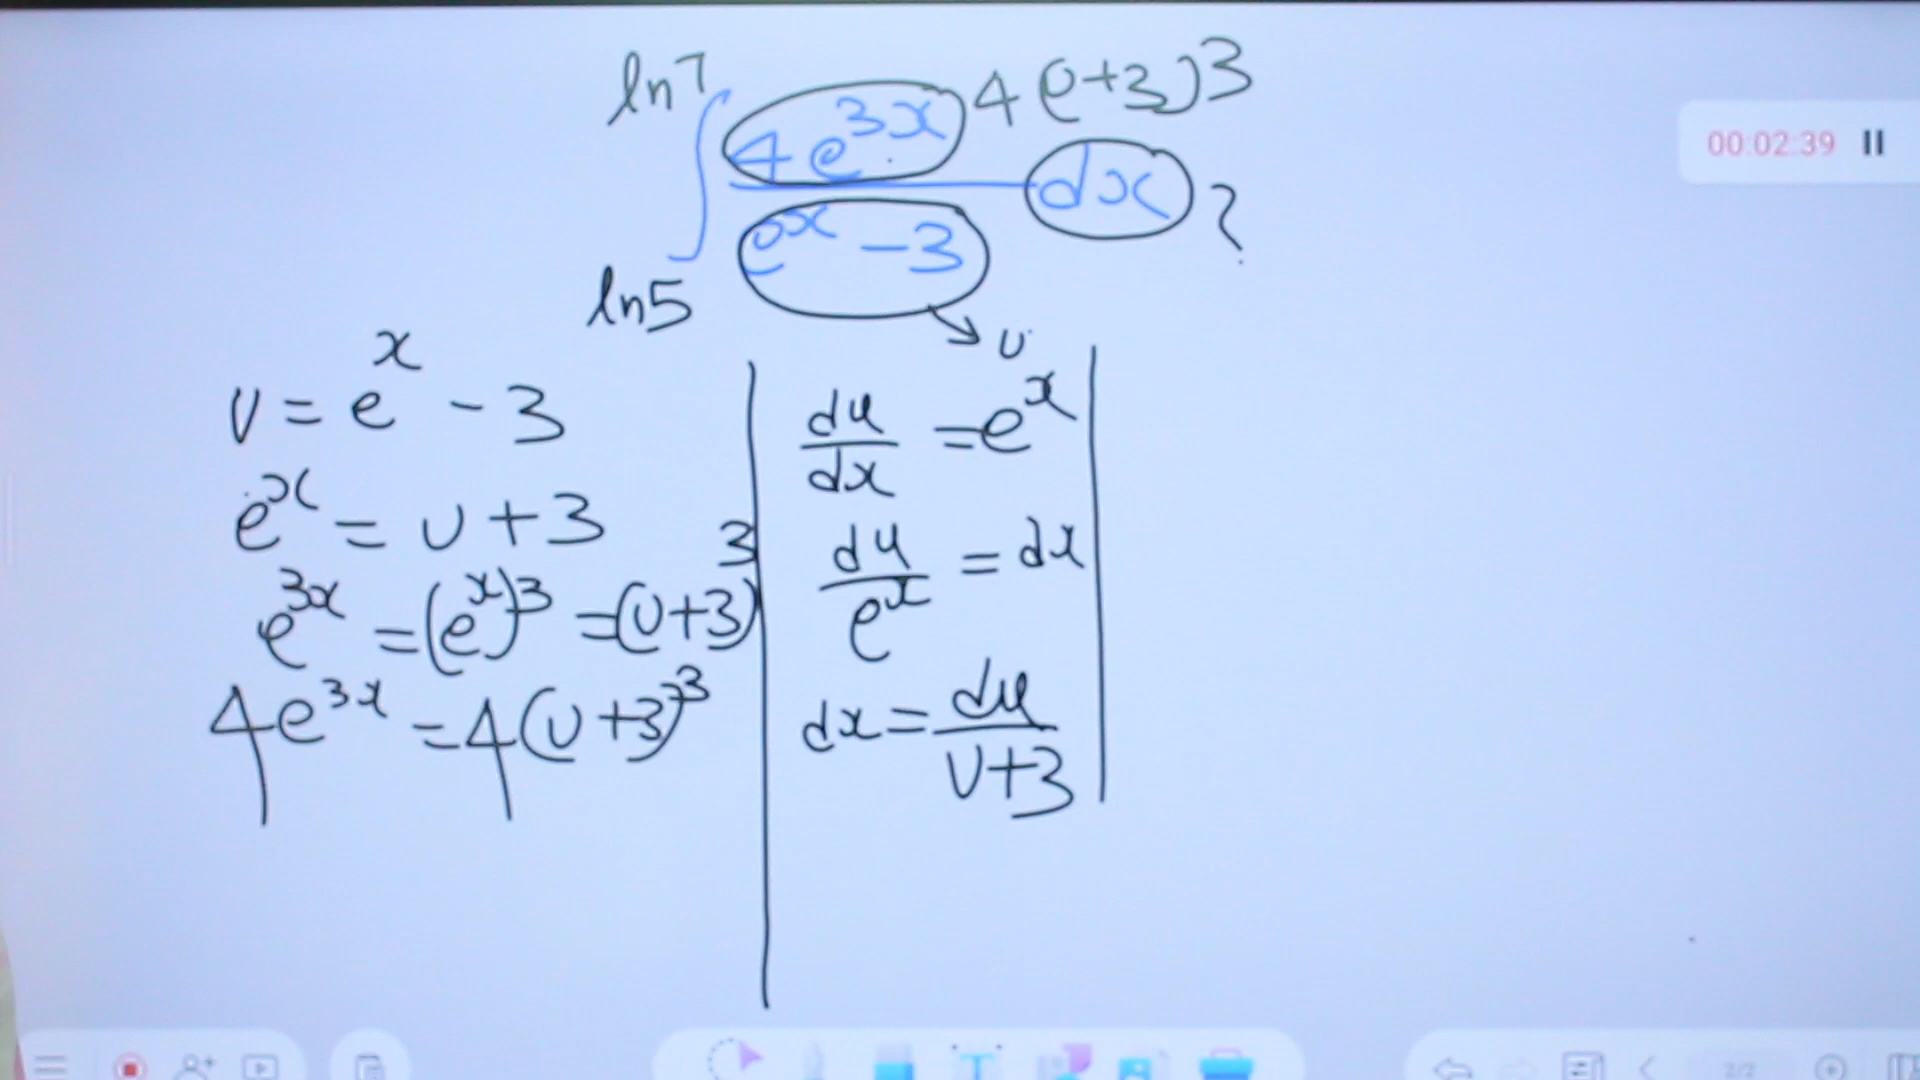 ln7
∫ 4e^{3x} 4(u+3)^3
dx ?
e^x - 3
ln5
u
u = e^x - 3
e^x = u + 3
e^{3x} = (e^x)^3 = (u+3)^3
4e^{3x} = 4(u+3)^3
du/dx = e^x
du/e^x = dx
dx = du/u+3
00:02:39